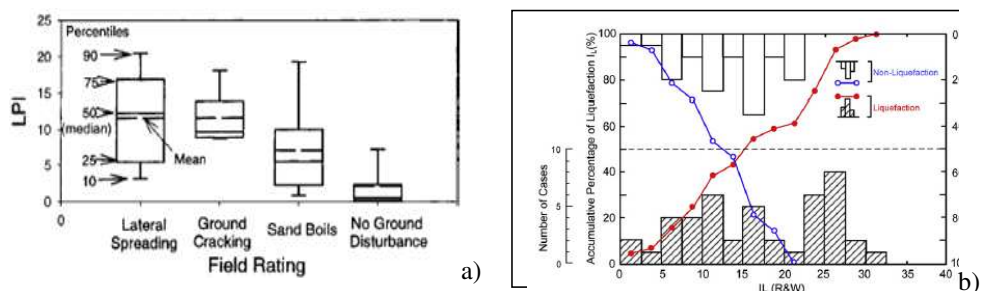 25
20
15
10
5
0
LPI
Percentiles
90
75
50
(median)
25
10
Mean
0
Lateral
Spreading
Ground
Cracking
Sand Boils
No Ground
Disturbance
Field Rating
a)
Accumulative Percentage of Liquefaction IL(%)
100
80
60
40
20
0
Number of Cases
10
5
0
0
2
4
6
8
10
Non-Liquefaction
Liquefaction
0
5
10
15
20
25
30
35
40
IL (R&W)
b)